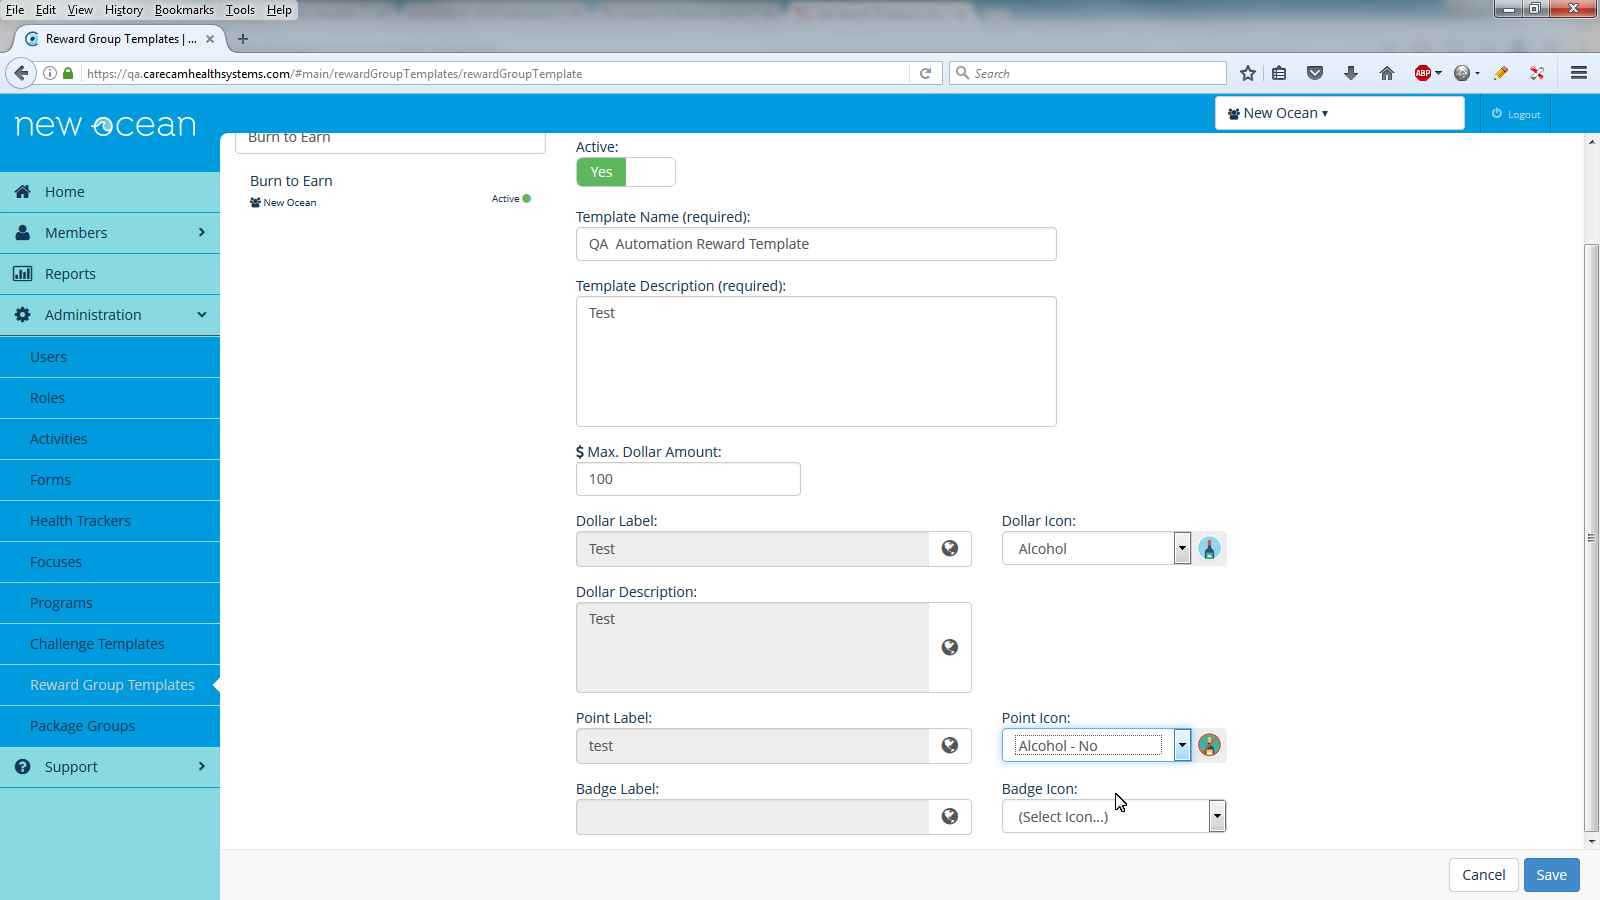 File Edit View History Bookmarks Tools Help
Reward Group Templates | ...
https://qa.carecamhealthsystems.com/#main/rewardGroupTemplates/rewardGroupTemplate
Search
ABP
new ocean
New Ocean
Logout
Burn to Earn
Burn to Earn
New Ocean
Active
Home
Members
Reports
Administration
Users
Roles
Activities
Forms
Health Trackers
Focuses
Programs
Challenge Templates
Reward Group Templates
Package Groups
Support
Active:
Yes
Template Name (required):
QA  Automation Reward Template
Template Description (required):
Test
$ Max. Dollar Amount:
100
Dollar Label:
Dollar Icon:
Test
Alcohol
Dollar Description:
Test
Point Label:
Point Icon:
test
Alcohol - No
Badge Label:
Badge Icon:
(Select Icon...)
Cancel
Save